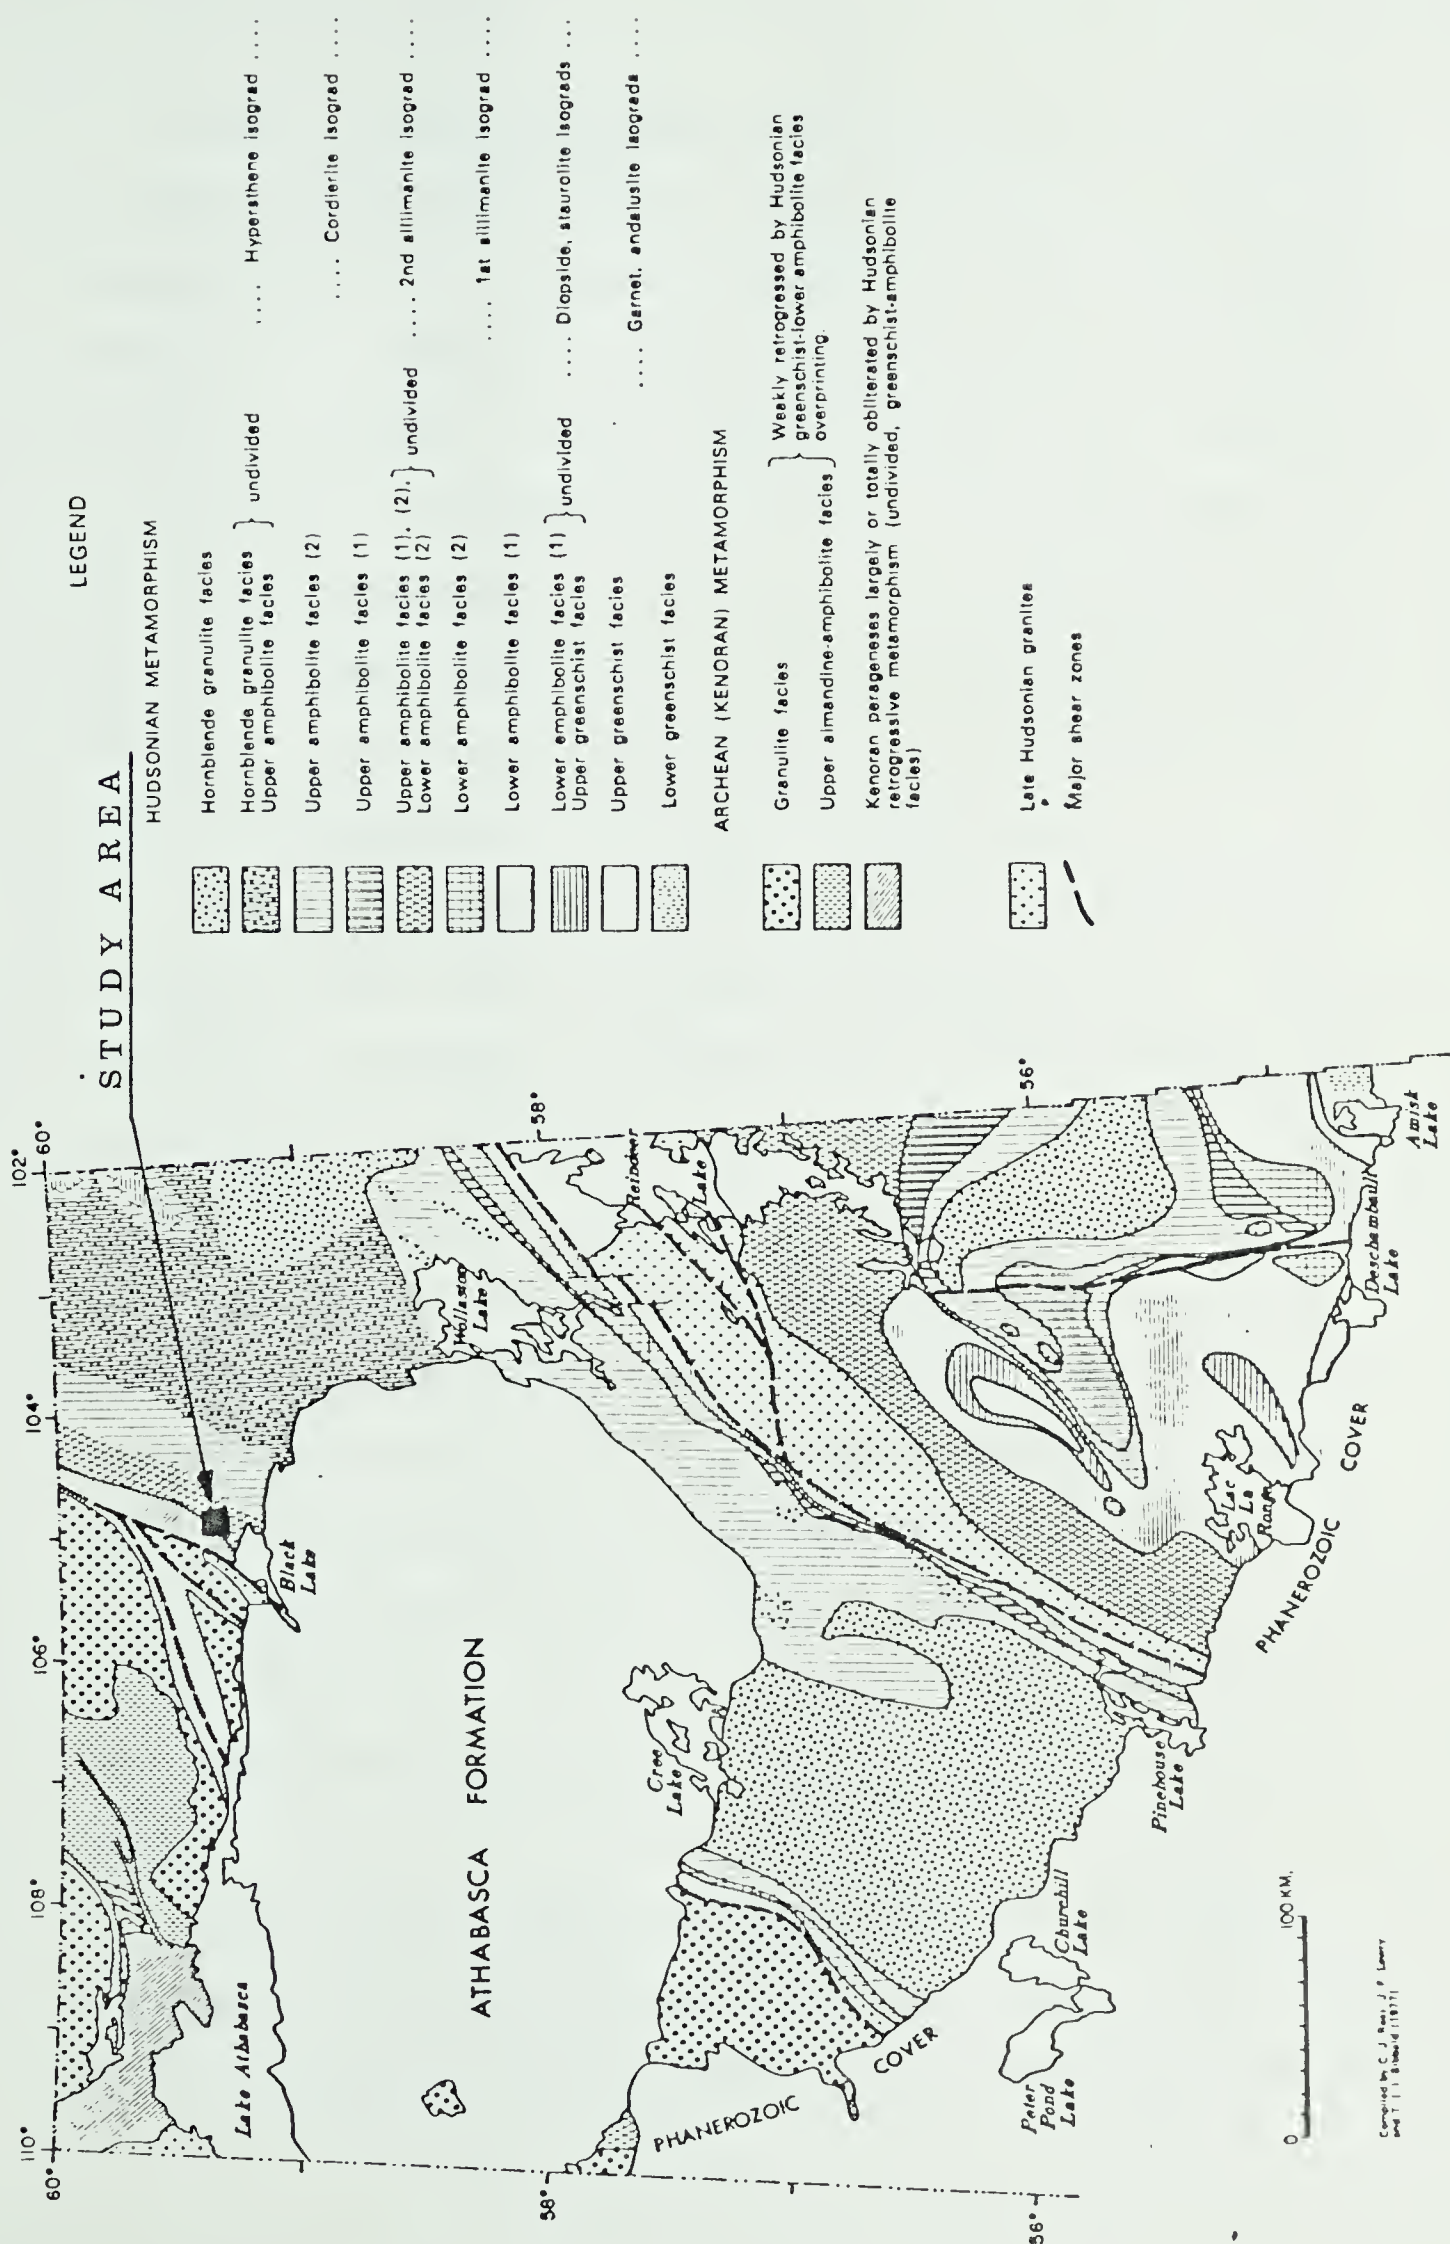 LEGEND
STUDY AREA
HUDSONIAN METAMORPHISM
Hornblende granulite facies
Hornblende granulite facies
Upper amphibolite facies
} undivided
.... Hypersthene isograd ....
Upper amphibolite facies (2)
.... Cordierite isograd ....
Upper amphibolite facies (1)
Upper amphibolite facies (1), (2),
Lower amphibolite facies (2)
} undivided
.... 2nd sillimanite isograd ....
Lower amphibolite facies (2)
.... 1st sillimanite isograd ....
Lower amphibolite facies (1)
Lower amphibolite facies (1)
Upper greenschist facies
} undivided
.... Diopside, staurolite isograds ...
Upper greenschist facies
.... Garnet, andalusite isograds ....
Lower greenschist facies
ARCHEAN (KENORAN) METAMORPHISM
Granulite facies
Upper almandine-amphibolite facies
} Weakly retrogressed by Hudsonian
greenschist-lower amphibolite facies
overprinting.
Kenoran parageneses largely or totally obliterated by Hudsonian
retrogressive metamorphism (undivided, greenschist-amphibolite
facies)
Late Hudsonian granites
Major shear zones
110°
108°
106°
104°
102°
60°
60°
58°
58°
56°
56°
Lake Athabasca
Black
Lake
Wollaston
Lake
Reindeer
Lake
ATHABASCA FORMATION
Cree
Lake
PHANEROZOIC
COVER
Peter
Pond
Lake
Churchill
Lake
Pinehouse
Lake
Lac
La
Ronge
Deschambault
Lake
Amisk
Lake
PHANEROZOIC
COVER
0 100 KM.
Compiled by C. J. Rees, J. P. Lewry
and T. I. I. Sibbald (1977)